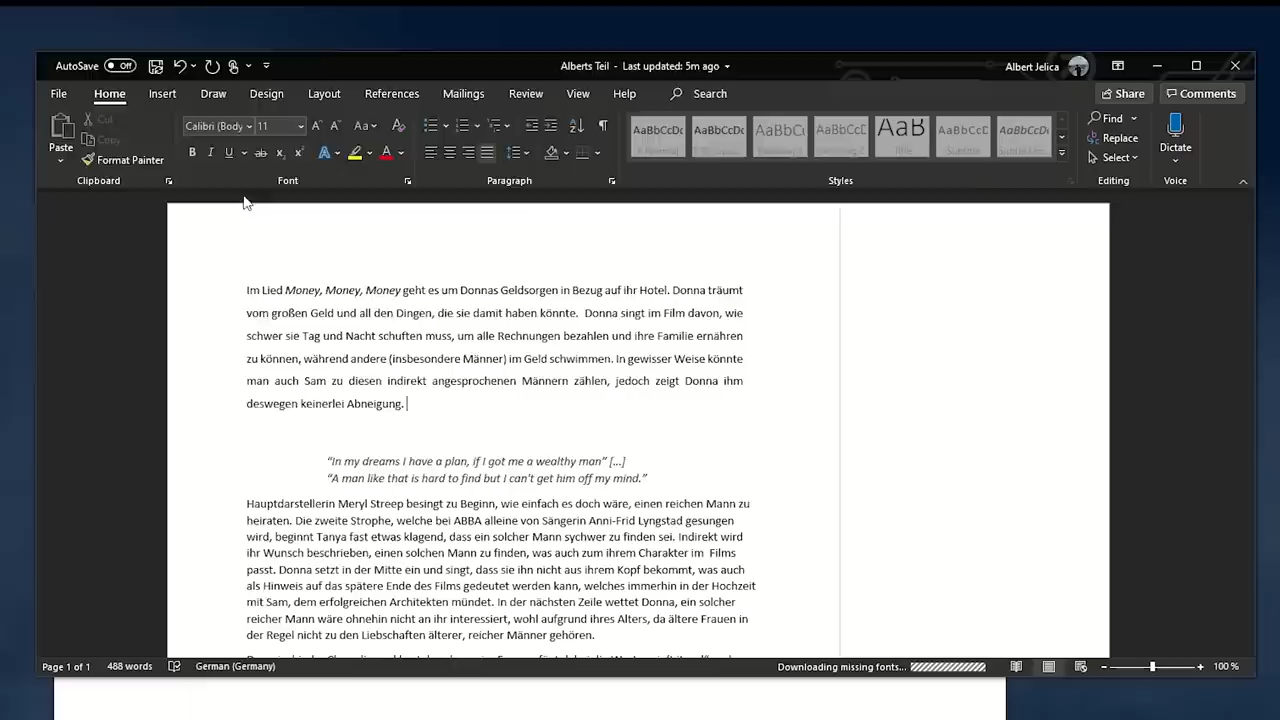 AutoSave Off Alberts Teil - Last updated: 5m ago Albert Jelica
File Home Insert Draw Design Layout References Mailings Review View Help Search Share Comments
Paste Cut Copy Format Painter
Clipboard
Calibri (Body 11
Font
Paragraph
AaBbCcDc AaBbCcDc AaBbCc AaBbCcD AaB AaBbCcD AaBbCcDc
Styles
Find
Replace
Select
Editing
Dictate
Voice
Im Lied Money, Money, Money geht es um Donnas Geldsorgen in Bezug auf ihr Hotel. Donna träumt
vom großen Geld und all den Dingen, die sie damit haben könnte. Donna singt im Film davon, wie
schwer sie Tag und Nacht schuften muss, um alle Rechnungen bezahlen und ihre Familie ernähren
zu können, während andere (insbesondere Männer) im Geld schwimmen. In gewisser Weise könnte
man auch Sam zu diesen indirekt angesprochenen Männern zählen, jedoch zeigt Donna ihm
deswegen keinerlei Abneigung.
“In my dreams I have a plan, if I got me a wealthy man” [...]
“A man like that is hard to find but I can't get him off my mind.”
Hauptdarstellerin Meryl Streep besingt zu Beginn, wie einfach es doch wäre, einen reichen Mann zu
heiraten. Die zweite Strophe, welche bei ABBA alleine von Sängerin Anni-Frid Lyngstad gesungen
wird, beginnt Tanya fast etwas klagend, dass ein solcher Mann sychwer zu finden sei. Indirekt wird
ihr Wunsch beschrieben, einen solchen Mann zu finden, was auch zum ihrem Charakter im Films
passt. Donna setzt in der Mitte ein und singt, dass sie ihn nicht aus ihrem Kopf bekommt, was auch
als Hinweis auf das spätere Ende des Films gedeutet werden kann, welches immerhin in der Hochzeit
mit Sam, dem erfolgreichen Architekten mündet. In der nächsten Zeile wettet Donna, ein solcher
reicher Mann wäre ohnehin nicht an ihr interessiert, wohl aufgrund ihres Alters, da ältere Frauen in
der Regel nicht zu den Liebschaften älterer, reicher Männer gehören.
Page 1 of 1 488 words German (Germany) Downloading missing fonts... 100 %